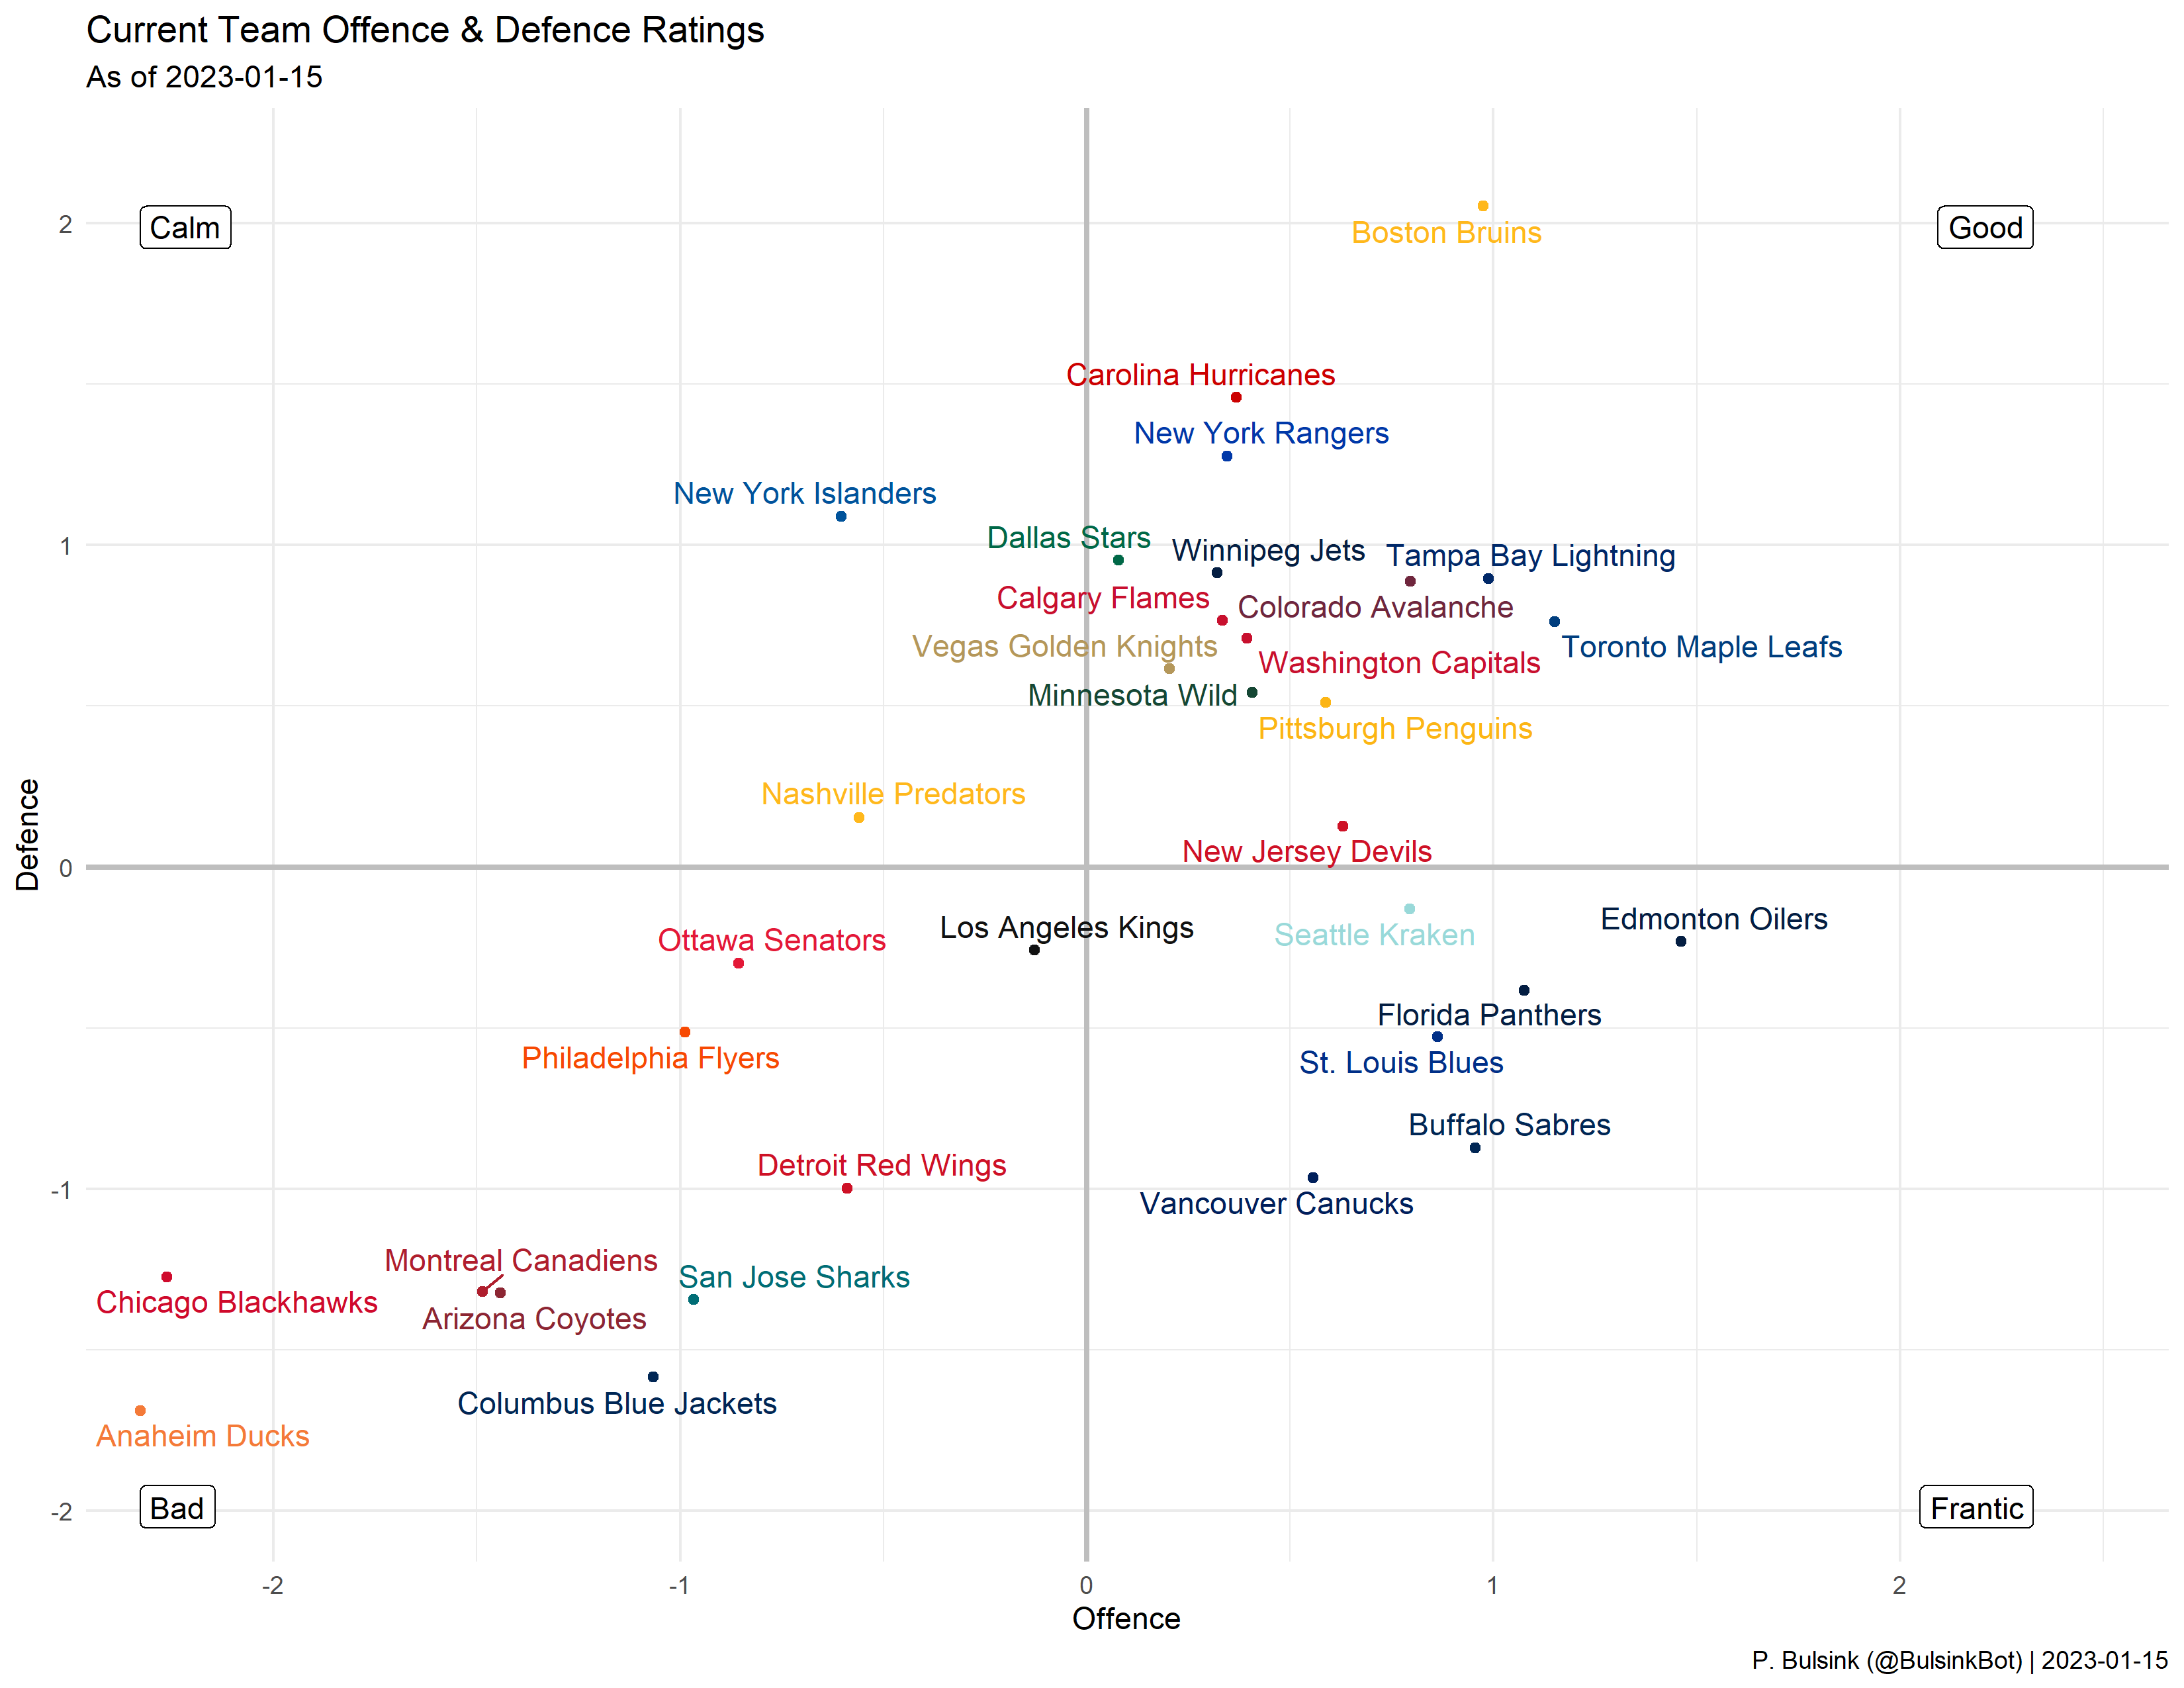 Current Team Offence & Defence Ratings
As of 2023-01-15
Calm
Good
Boston Bruins
Carolina Hurricanes
New York Rangers
New York Islanders
Dallas Stars
Winnipeg Jets
Tampa Bay Lightning
Calgary Flames
Colorado Avalanche
Vegas Golden Knights
Toronto Maple Leafs
Washington Capitals
Minnesota Wild
Pittsburgh Penguins
Nashville Predators
New Jersey Devils
Los Angeles Kings
Seattle Kraken
Edmonton Oilers
Ottawa Senators
Florida Panthers
Philadelphia Flyers
St. Louis Blues
Buffalo Sabres
Detroit Red Wings
Vancouver Canucks
Montreal Canadiens
San Jose Sharks
Chicago Blackhawks
Arizona Coyotes
Columbus Blue Jackets
Anaheim Ducks
Bad
Frantic
2
1
0
-1
-2
Defence
-2
-1
0
1
2
Offence
P. Bulsink (@BulsinkBot) | 2023-01-15